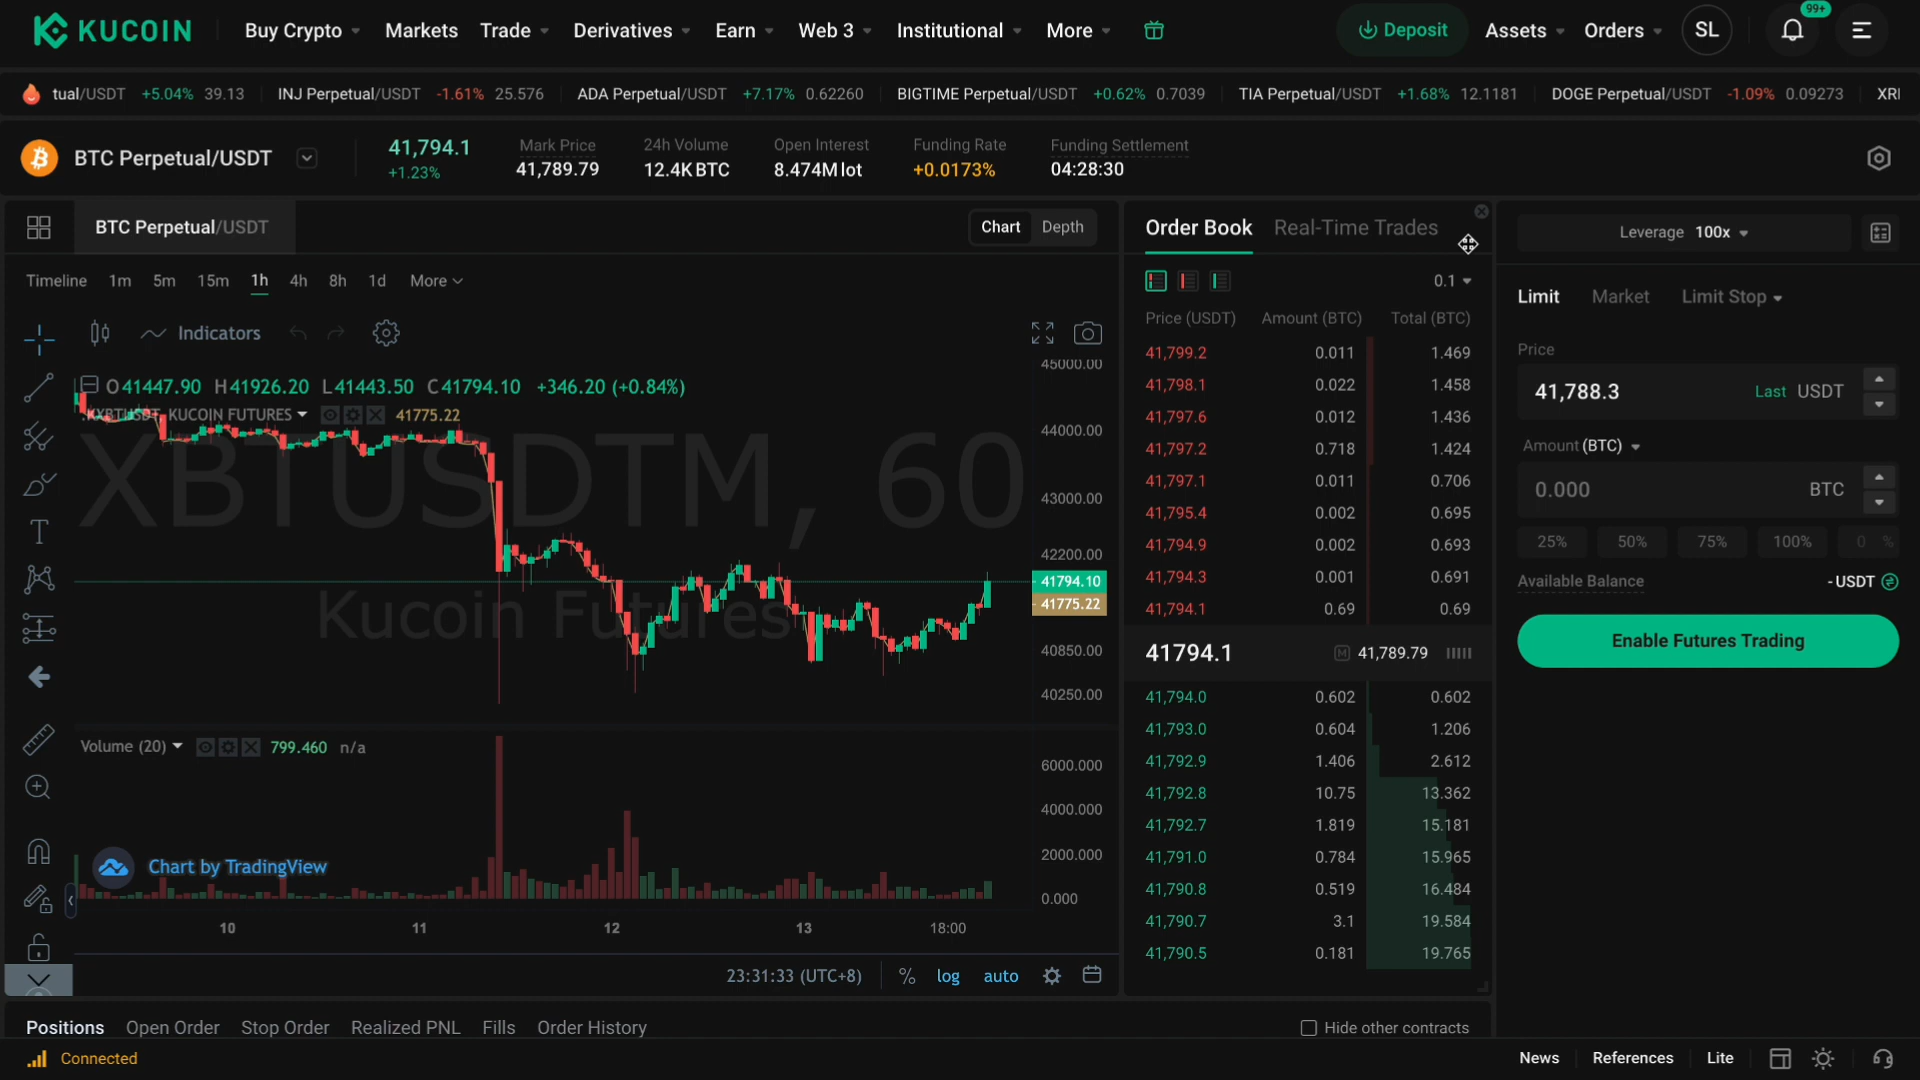 KUCOIN
Buy Crypto Markets Trade Derivatives Earn Web 3 Institutional More Deposit Assets Orders SL 99+
tual/USDT +5.04% 39.13 INJ Perpetual/USDT -1.61% 25.576 ADA Perpetual/USDT +7.17% 0.62260 BIGTIME Perpetual/USDT +0.62% 0.7039 TIA Perpetual/USDT +1.68% 12.1181 DOGE Perpetual/USDT -1.09% 0.09273 XRI
BTC Perpetual/USDT
41,794.1
+1.23%
Mark Price
41,789.79
24h Volume
12.4K BTC
Open Interest
8.474M lot
Funding Rate
+0.0173%
Funding Settlement
04:28:30
BTC Perpetual/USDT Chart Depth
Timeline 1m 5m 15m 1h 4h 8h 1d More
Indicators
O41447.90 H41926.20 L41443.50 C41794.10 +346.20 (+0.84%)
.KXBTUSDT, KUCOIN FUTURES 41775.22
XBTUSDTM, 60
Kucoin Futures
45000.00
44000.00
43000.00
42200.00
41794.10
41775.22
40850.00
40250.00
Volume (20) 799.460 n/a
6000.000
4000.000
2000.000
0.000
Chart by TradingView
10 11 12 13 18:00
23:31:33 (UTC+8) % log auto
Order Book Real-Time Trades
0.1
Price (USDT) Amount (BTC) Total (BTC)
41,799.2 0.011 1.469
41,798.1 0.022 1.458
41,797.6 0.012 1.436
41,797.2 0.718 1.424
41,797.1 0.011 0.706
41,795.4 0.002 0.695
41,794.9 0.002 0.693
41,794.3 0.001 0.691
41,794.1 0.69 0.69
41794.1 M 41,789.79
41,794.0 0.602 0.602
41,793.0 0.604 1.206
41,792.9 1.406 2.612
41,792.8 10.75 13.362
41,792.7 1.819 15.181
41,791.0 0.784 15.965
41,790.8 0.519 16.484
41,790.7 3.1 19.584
41,790.5 0.181 19.765
Leverage 100x
Limit Market Limit Stop
Price
41,788.3 Last USDT
Amount (BTC)
0.000 BTC
25% 50% 75% 100% 0 %
Available Balance - USDT
Enable Futures Trading
Positions Open Order Stop Order Realized PNL Fills Order History Hide other contracts
Connected News References Lite